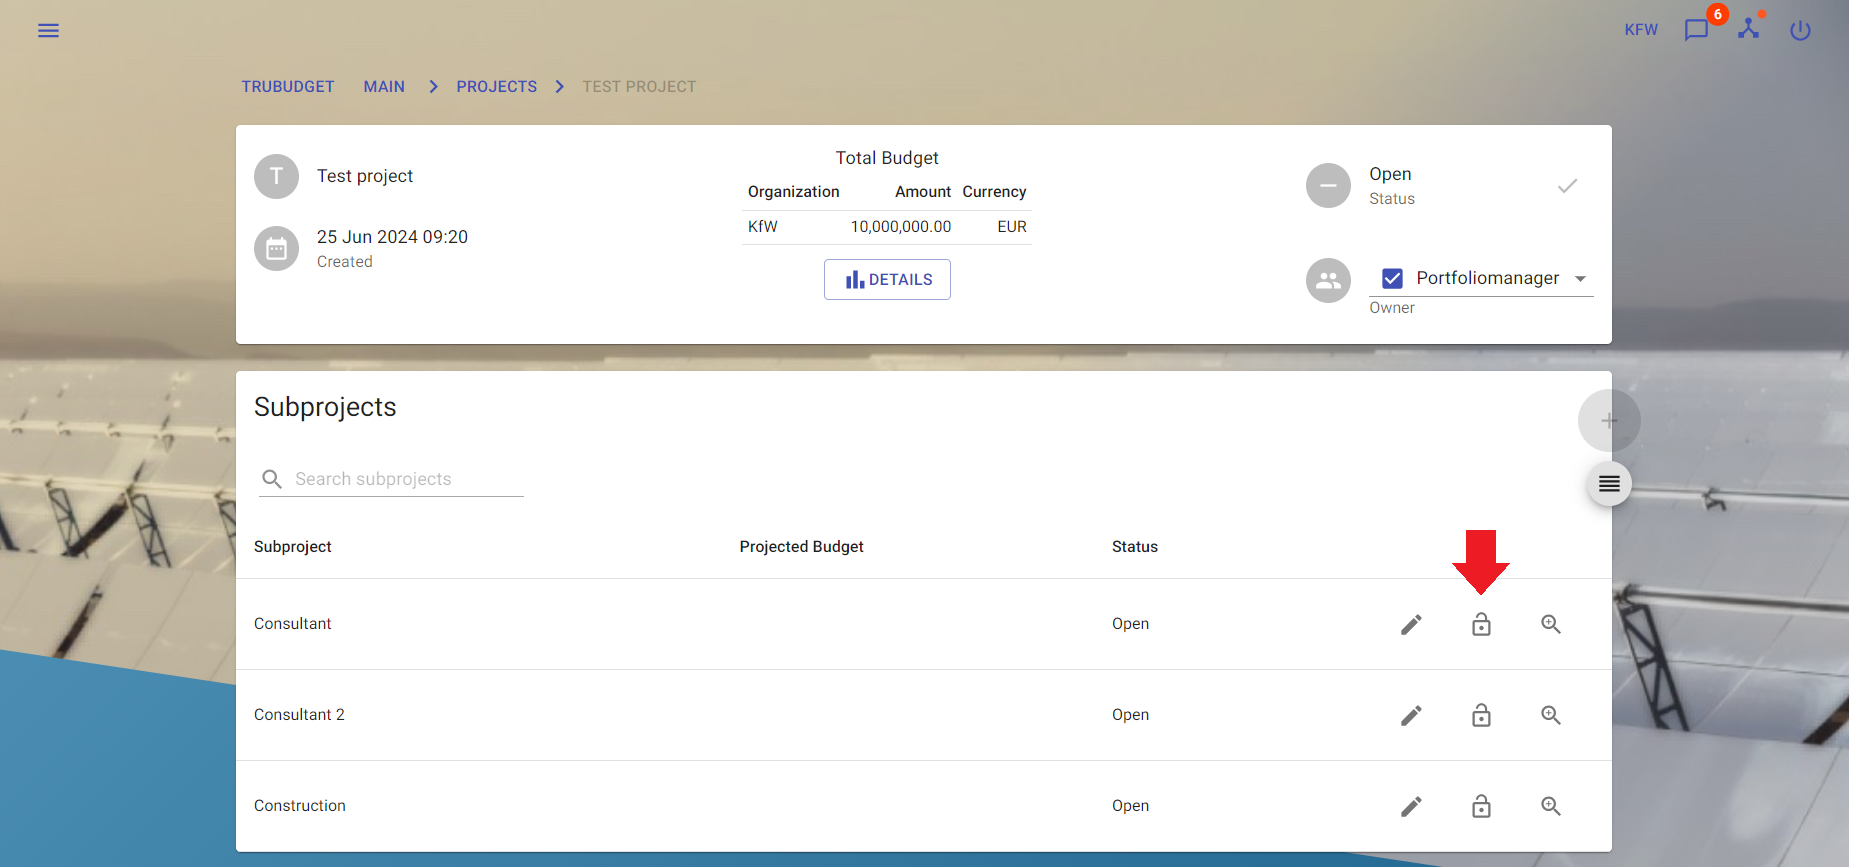 KFW
6
TRUBUDGET MAIN PROJECTS TEST PROJECT
T
Test project
25 Jun 2024 09:20
Created
Total Budget
Organization Amount Currency
KfW 10,000,000.00 EUR
DETAILS
Open
Status
Portfoliomanager
Owner
Subprojects
Search subprojects
Subproject Projected Budget Status
Consultant Open
Consultant 2 Open
Construction Open